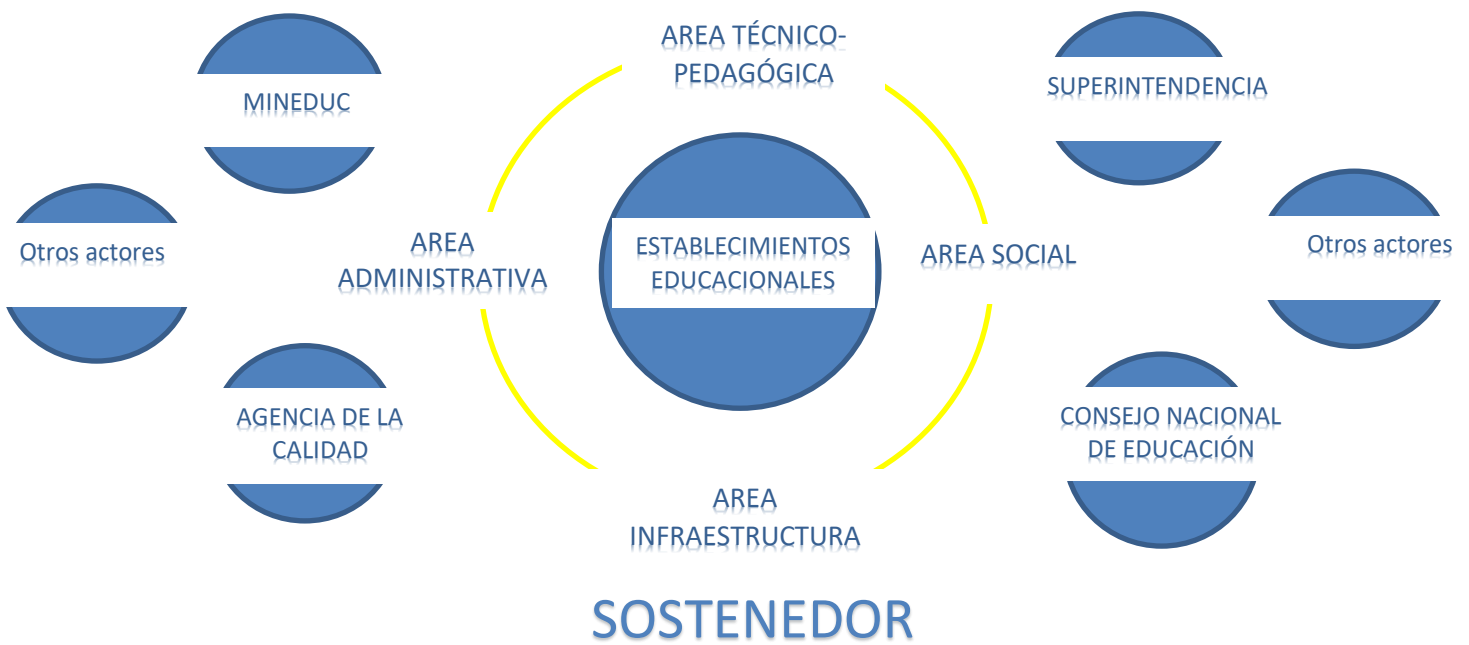 AREA TÉCNICO-
PEDAGÓGICA
MINEDUC
SUPERINTENDENCIA
Otros actores
AREA
ADMINISTRATIVA
ESTABLECIMIENTOS
EDUCACIONALES
AREA SOCIAL
Otros actores
AGENCIA DE LA
CALIDAD
CONSEJO NACIONAL
DE EDUCACIÓN
AREA
INFRAESTRUCTURA
SOSTENEDOR